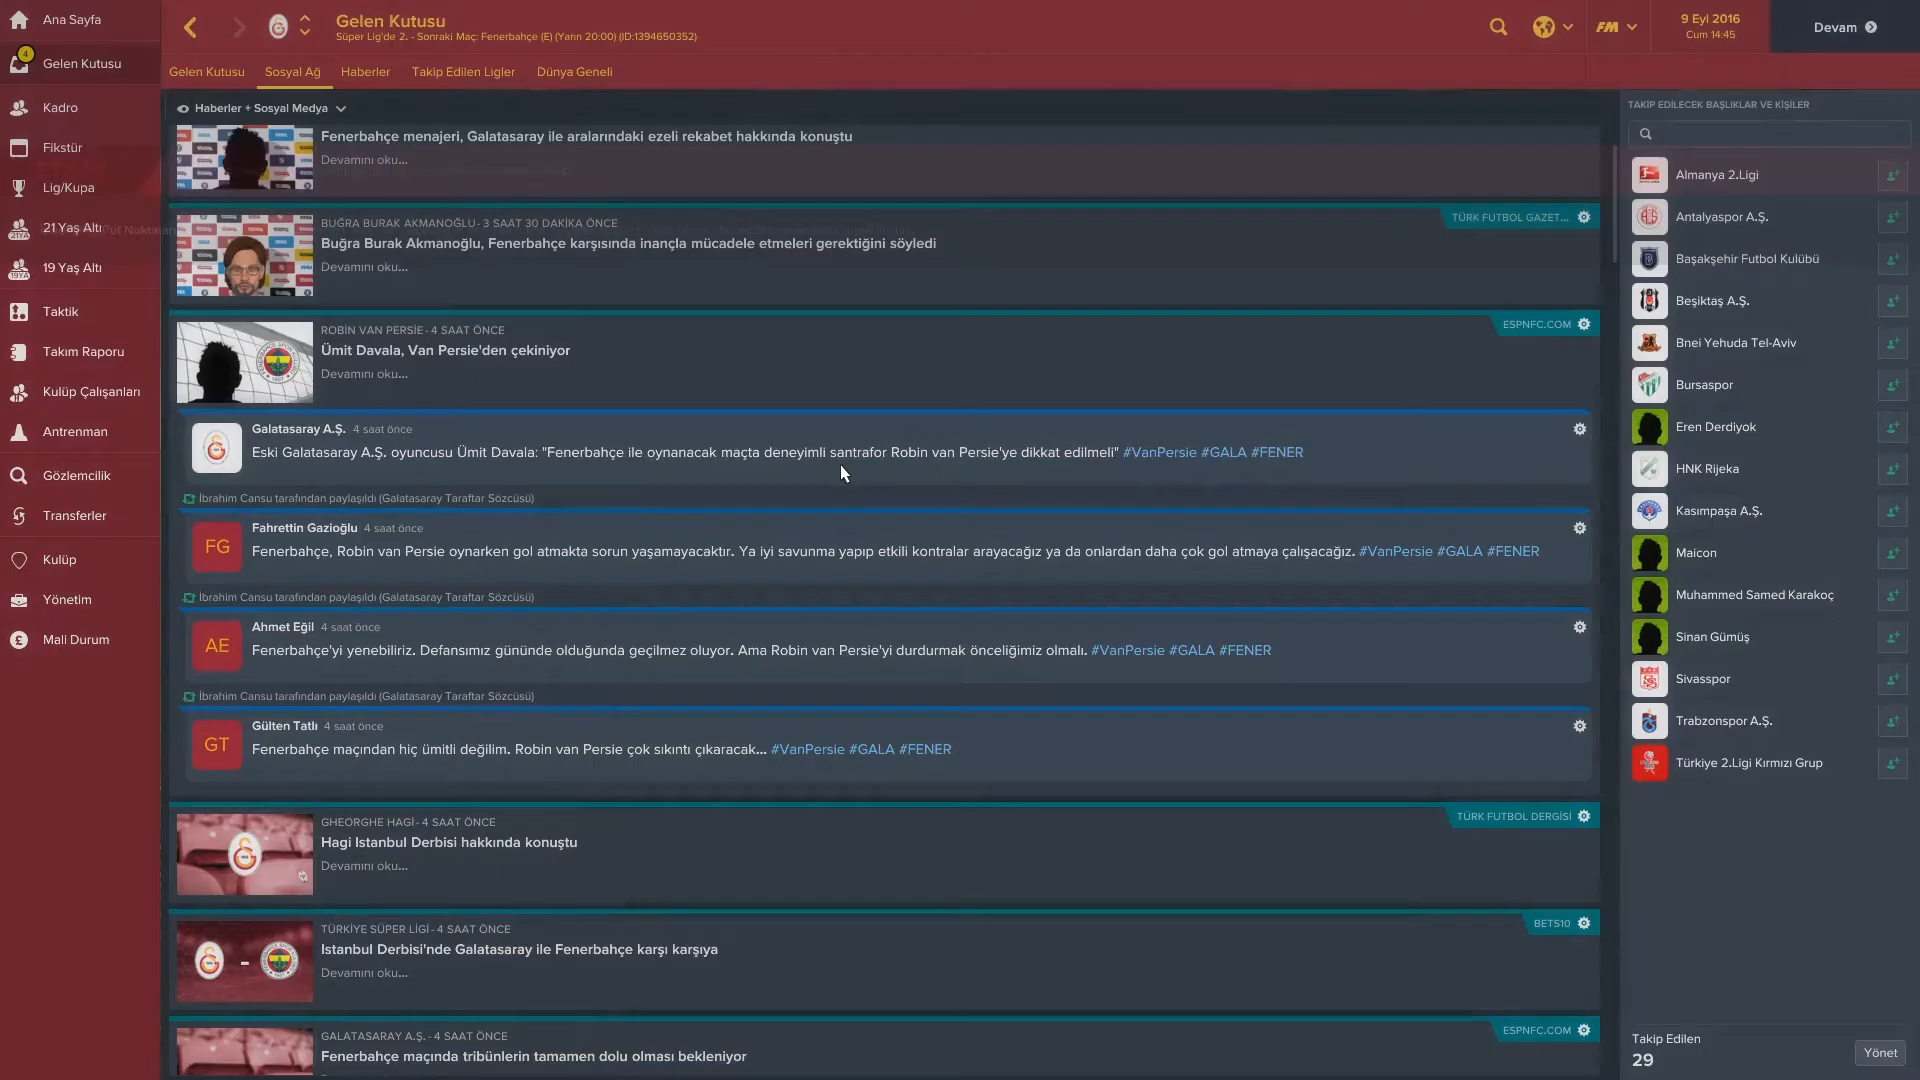 Ana Sayfa
4
Gelen Kutusu
Kadro
Fikstür
Lig/Kupa
21 Yaş Altı
19 Yaş Altı
Taktik
Takım Raporu
Kulüp Çalışanları
Antrenman
Gözlemcilik
Transferler
Kulüp
Yönetim
Mali Durum
Gelen Kutusu
Süper Lig'de 2. - Sonraki Maç: Fenerbahçe (E) (Yarın 20:00) (ID:1394650352)
FM
9 Eyl 2016
Cum 14:45
Devam
Gelen Kutusu Sosyal Ağ Haberler Takip Edilen Ligler Dünya Geneli
Haberler + Sosyal Medya
Fenerbahçe menajeri, Galatasaray ile aralarındaki ezeli rekabet hakkında konuştu
Devamını oku...
BUĞRA BURAK AKMANOĞLU - 3 SAAT 30 DAKİKA ÖNCE
TÜRK FUTBOL GAZET...
Buğra Burak Akmanoğlu, Fenerbahçe karşısında inançla mücadele etmeleri gerektiğini söyledi
Devamını oku...
ROBİN VAN PERSİE - 4 SAAT ÖNCE
ESPNFC.COM
Ümit Davala, Van Persie'den çekiniyor
Devamını oku...
Galatasaray A.Ş. 4 saat önce
Eski Galatasaray A.Ş. oyuncusu Ümit Davala: "Fenerbahçe ile oynanacak maçta deneyimli santrafor Robin van Persie'ye dikkat edilmeli" #VanPersie #GALA #FENER
İbrahim Cansu tarafından paylaşıldı (Galatasaray Taraftar Sözcüsü)
FG
Fahrettin Gazioğlu 4 saat önce
Fenerbahçe, Robin van Persie oynarken gol atmakta sorun yaşamayacaktır. Ya iyi savunma yapıp etkili kontralar arayacağız ya da onlardan daha çok gol atmaya çalışacağız. #VanPersie #GALA #FENER
İbrahim Cansu tarafından paylaşıldı (Galatasaray Taraftar Sözcüsü)
AE
Ahmet Eğil 4 saat önce
Fenerbahçe'yi yenebiliriz. Defansımız gününde olduğunda geçilmez oluyor. Ama Robin van Persie'yi durdurmak önceliğimiz olmalı. #VanPersie #GALA #FENER
İbrahim Cansu tarafından paylaşıldı (Galatasaray Taraftar Sözcüsü)
GT
Gülten Tatlı 4 saat önce
Fenerbahçe maçından hiç ümitli değilim. Robin van Persie çok sıkıntı çıkaracak... #VanPersie #GALA #FENER
GHEORGHE HAGİ - 4 SAAT ÖNCE
TÜRK FUTBOL DERGİSİ
Hagi Istanbul Derbisi hakkında konuştu
Devamını oku...
TÜRKİYE SÜPER LİGİ - 4 SAAT ÖNCE
BETS10
Istanbul Derbisi'nde Galatasaray ile Fenerbahçe karşı karşıya
Devamını oku...
GALATASARAY A.Ş. - 4 SAAT ÖNCE
ESPNFC.COM
Fenerbahçe maçında tribünlerin tamamen dolu olması bekleniyor
TAKİP EDİLECEK BAŞLIKLAR VE KİŞİLER
Almanya 2.Ligi
Antalyaspor A.Ş.
Başakşehir Futbol Kulübü
Beşiktaş A.Ş.
Bnei Yehuda Tel-Aviv
Bursaspor
Eren Derdiyok
HNK Rijeka
Kasımpaşa A.Ş.
Maicon
Muhammed Samed Karakoç
Sinan Gümüş
Sivasspor
Trabzonspor A.Ş.
Türkiye 2.Ligi Kırmızı Grup
Takip Edilen
29
Yönet